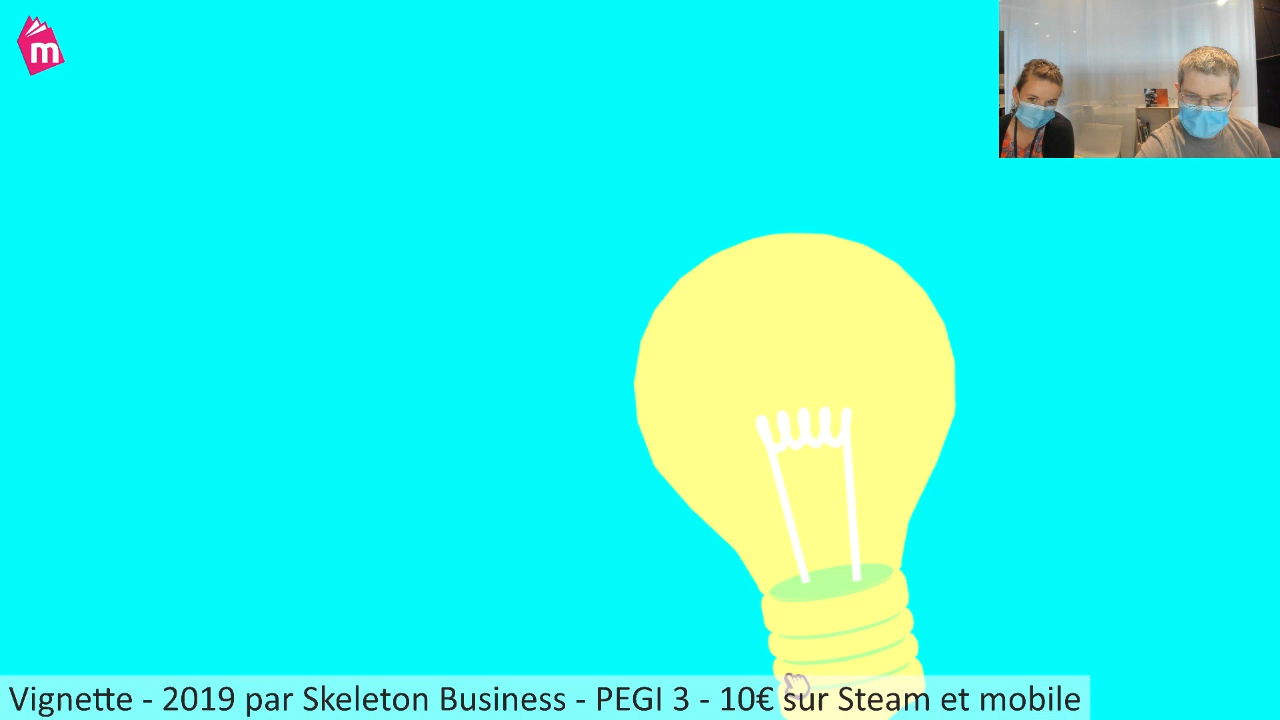 m
Vignette - 2019 par Skeleton Business - PEGI 3 - 10€ sur Steam et mobile